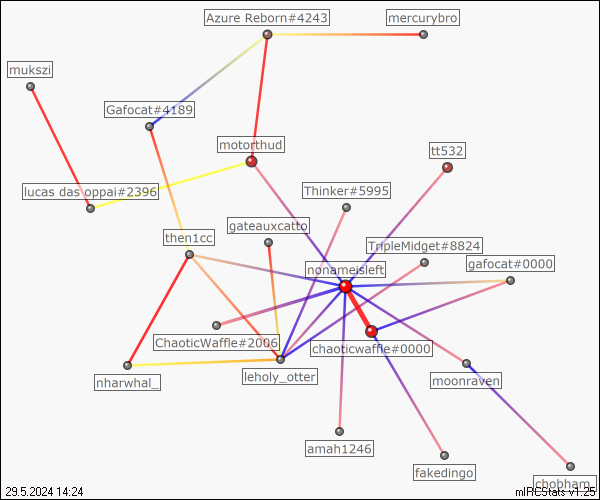 Azure Reborn#4243
mercurybro
mukszi
Gafocat#4189
motorthud
tt532
lucas das oppai#2396
Thinker#5995
gateauxcatto
then1cc
TripleMidget#8824
nonameisleft
gafocat#0000
ChaoticWaffle#2006
chaoticwaffle#0000
nharwhal_
leholy_otter
moonraven
amah1246
fakedingo
chobham_
29.5.2024 14:24
mIRCStats v1.25